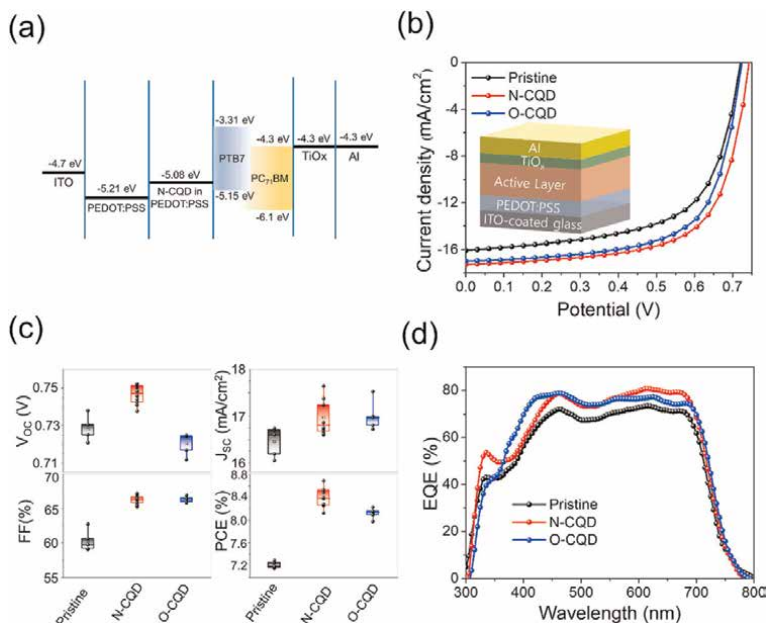 (a)
-4.7 eV
ITO
-5.21 eV
PEDOT:PSS
-5.08 eV
N-CQD in
PEDOT:PSS
-3.31 eV
PTB7
-5.15 eV
-4.3 eV
PC71BM
-6.1 eV
-4.3 eV
TiOx
-4.3 eV
Al
(b)
Current density (mA/cm2)
0
-4
-8
-12
-16
Pristine
N-CQD
O-CQD
Al
TiOx
Active Layer
PEDOT:PSS
ITO-coated glass
0.0 0.1 0.2 0.3 0.4 0.5 0.6 0.7
Potential (V)
(c)
VOC (V)
0.75
0.73
0.71
JSC (mA/cm2)
18
17
16
FF(%)
70
65
60
55
PCE (%)
8.8
8.2
7.6
7.2
Pristine
N-CQD
O-CQD
Pristine
N-CQD
O-CQD
(d)
EQE (%)
100
80
60
40
20
0
Pristine
N-CQD
O-CQD
300 400 500 600 700 800
Wavelength (nm)